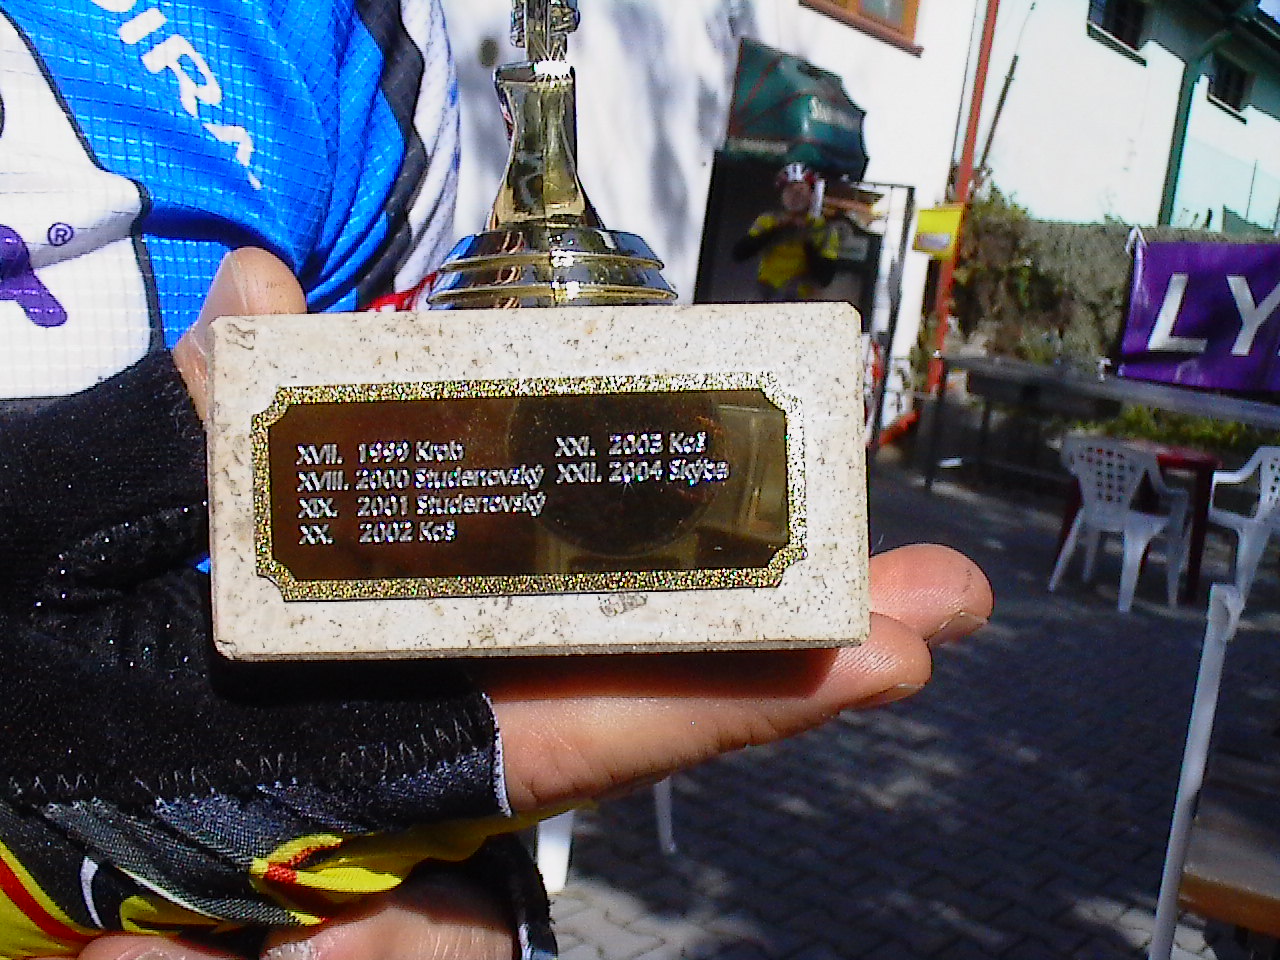 XVII. 1999 Krob
XVIII. 2000 Studenovský
XIX. 2001 Studenovský
XX. 2002 Koš
XXI. 2003 Koš
XXII. 2004 Skýba
LY
®